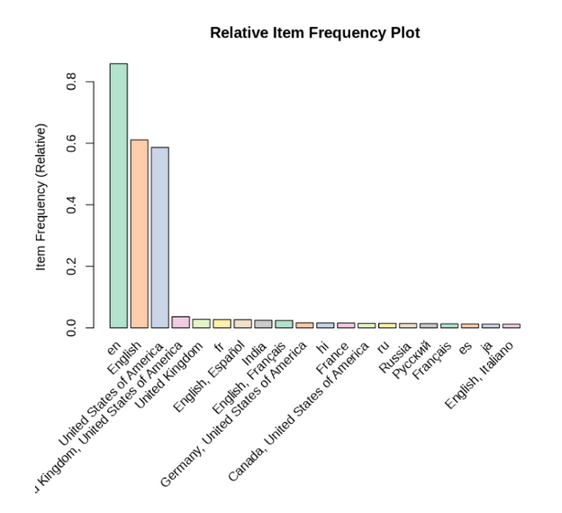 Relative Item Frequency Plot
Item Frequency (Relative)
0.8
0.6
0.4
0.2
0.0
en
English
United States of America
Kingdom, United States of America
United Kingdom
fr
English, Español
India
English, Français
Germany, United States of America
hi
France
Canada, United States of America
ru
Russia
Русский
Français
es
ja
English, Italiano